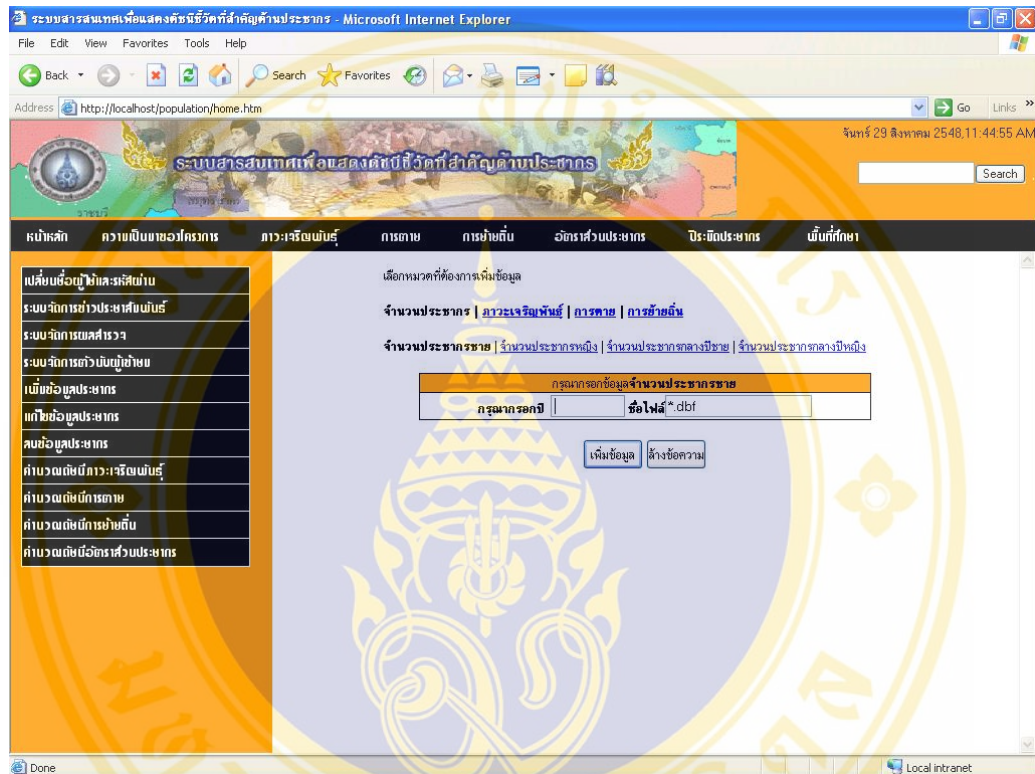 ระบบสารสนเทศเพื่อแสดงดัชนีชี้วัดที่สำคัญด้านประชากร - Microsoft Internet Explorer
File Edit View Favorites Tools Help
Back Search Favorites
Address http://localhost/population/home.htm Go Links »
จันทร์ 29 สิงหาคม 2548,11:44:55 AM
ระบบสารสนเทศเพื่อแสดงดัชนีชี้วัดที่สำคัญด้านประชากร
Search
ราชบุรี
หน้าหลัก ความเป็นมาของโครงการ ภาวะเจริญพันธุ์ การตาย การย้ายถิ่น อัตราส่วนประชากร ปิระมิดประชากร พื้นที่ศึกษา
เปลี่ยนชื่อผู้ใช้และรหัสผ่าน
ระบบจัดการข่าวประชาสัมพันธ์
ระบบจัดการผลสำรวจ
ระบบจัดการตัวนับผู้เข้าชม
เพิ่มข้อมูลประชากร
แก้ไขข้อมูลประชากร
ลบข้อมูลประชากร
คำนวณดัชนีภาวะเจริญพันธุ์
คำนวณดัชนีการตาย
คำนวณดัชนีการย้ายถิ่น
คำนวณดัชนีอัตราส่วนประชากร
เลือกหมวดที่ต้องการเพิ่มข้อมูล
จำนวนประชากร | ภาวะเจริญพันธุ์ | การตาย | การย้ายถิ่น
จำนวนประชากรชาย | จำนวนประชากรหญิง | จำนวนประชากรกลางปีชาย | จำนวนประชากรกลางปีหญิง
กรุณากรอกข้อมูลจำนวนประชากรชาย
กรุณากรอกปี ชื่อไฟล์ *.dbf
เพิ่มข้อมูล ล้างข้อความ
Done Local intranet